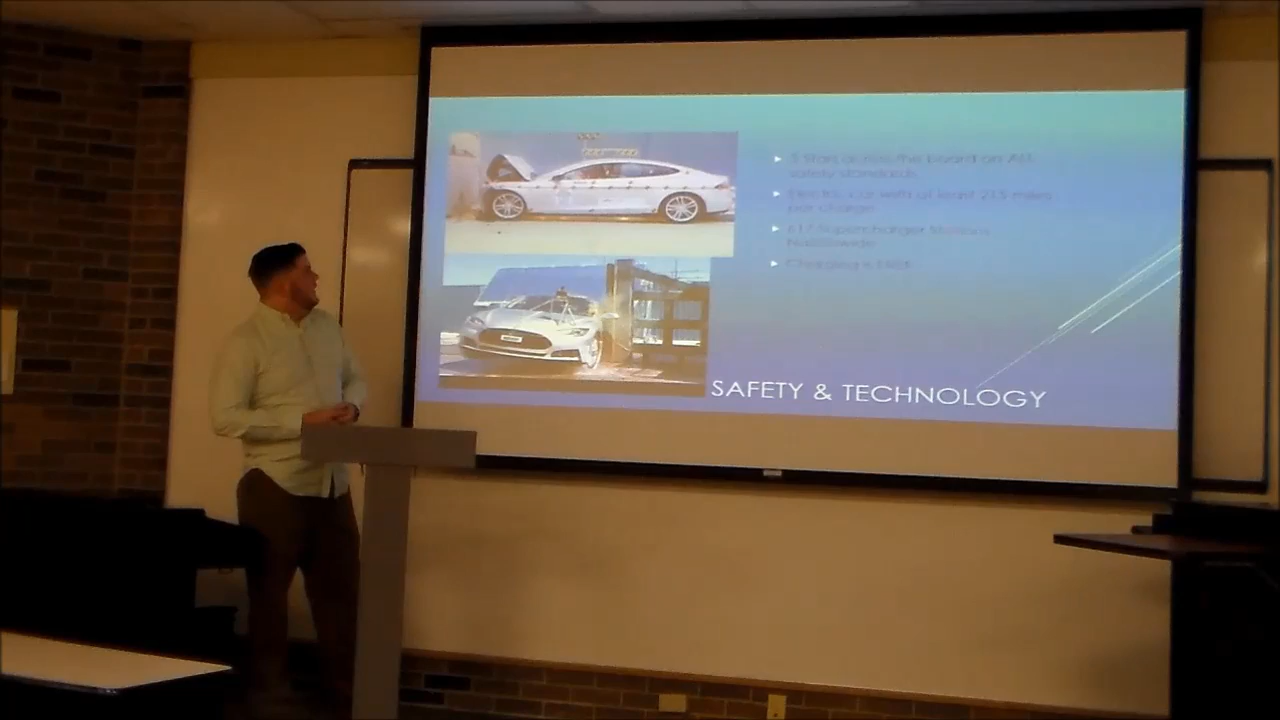 5 Stars across the board on ALL
safety standards
Electric car with at least 215 miles
per charge
617 Supercharger Stations
Nationwide
Charging is FREE
SAFETY & TECHNOLOGY